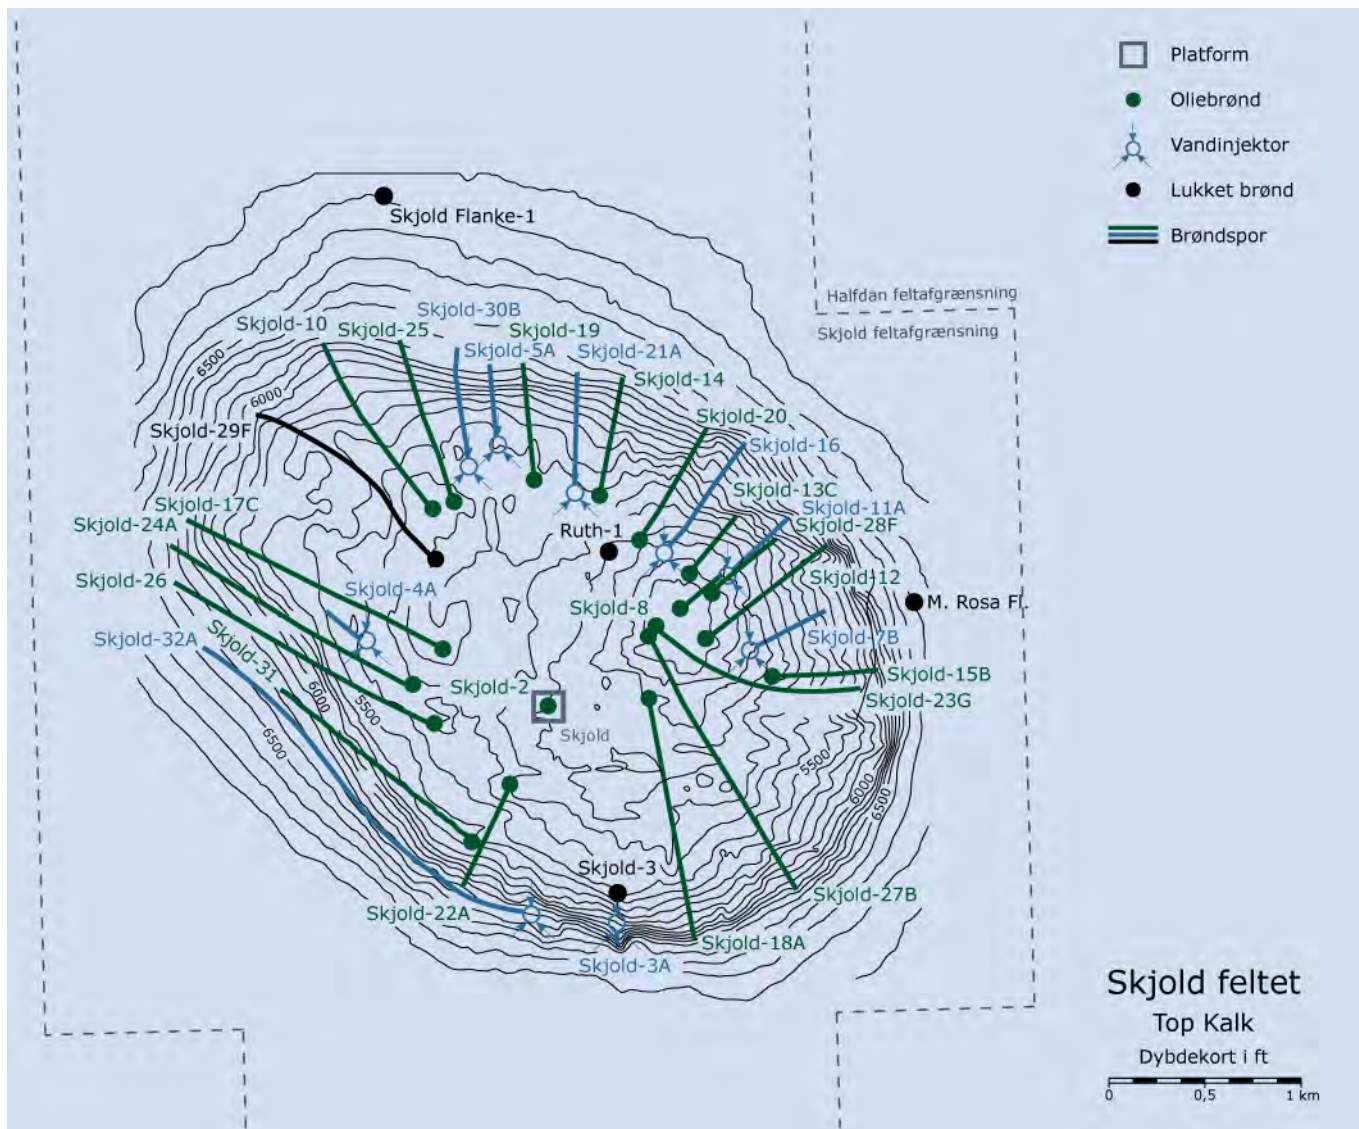 Platform
Oliebrønd
Vandinjektor
Lukket brønd
Brøndspor
Skjold Flanke-1
Halfdan feltafgrænsning
Skjold feltafgrænsning
Skjold-30B
Skjold-10
Skjold-25
Skjold-19
Skjold-5A
Skjold-21A
6500
Skjold-14
6000
Skjold-20
Skjold-29F
Skjold-16
Skjold-13C
Skjold-17C
Skjold-11A
Skjold-24A
Skjold-28F
Ruth-1
Skjold-26
Skjold-12
Skjold-4A
M. Rosa Fl.
Skjold-8
Skjold-32A
Skjold-31
Skjold-7B
Skjold-15B
Skjold-2
6000
5500
Skjold-23G
Skjold
6500
5500
6000
6500
Skjold-3
Skjold-27B
Skjold-22A
Skjold-18A
Skjold-3A
Skjold feltet
Top Kalk
Dybdekort i ft
0 0,5 1 km